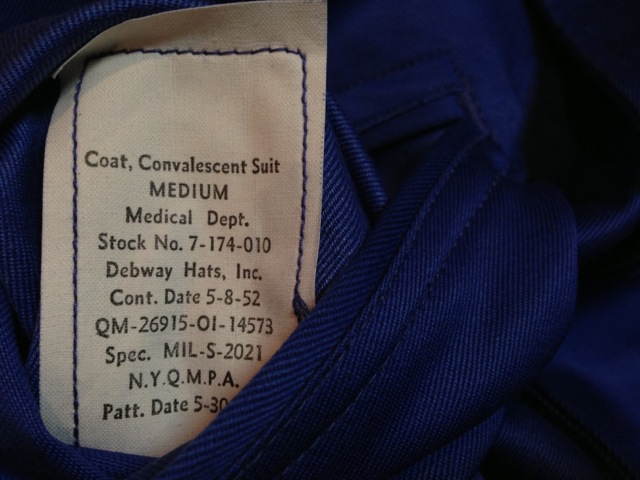 Coat, Convalescent Suit
MEDIUM
Medical Dept.
Stock No. 7-174-010
Debway Hats, Inc.
Cont. Date 5-8-52
QM-26915-OI-14573
Spec. MIL-S-2021
N.Y.Q.M.P.A.
Patt. Date 5-30